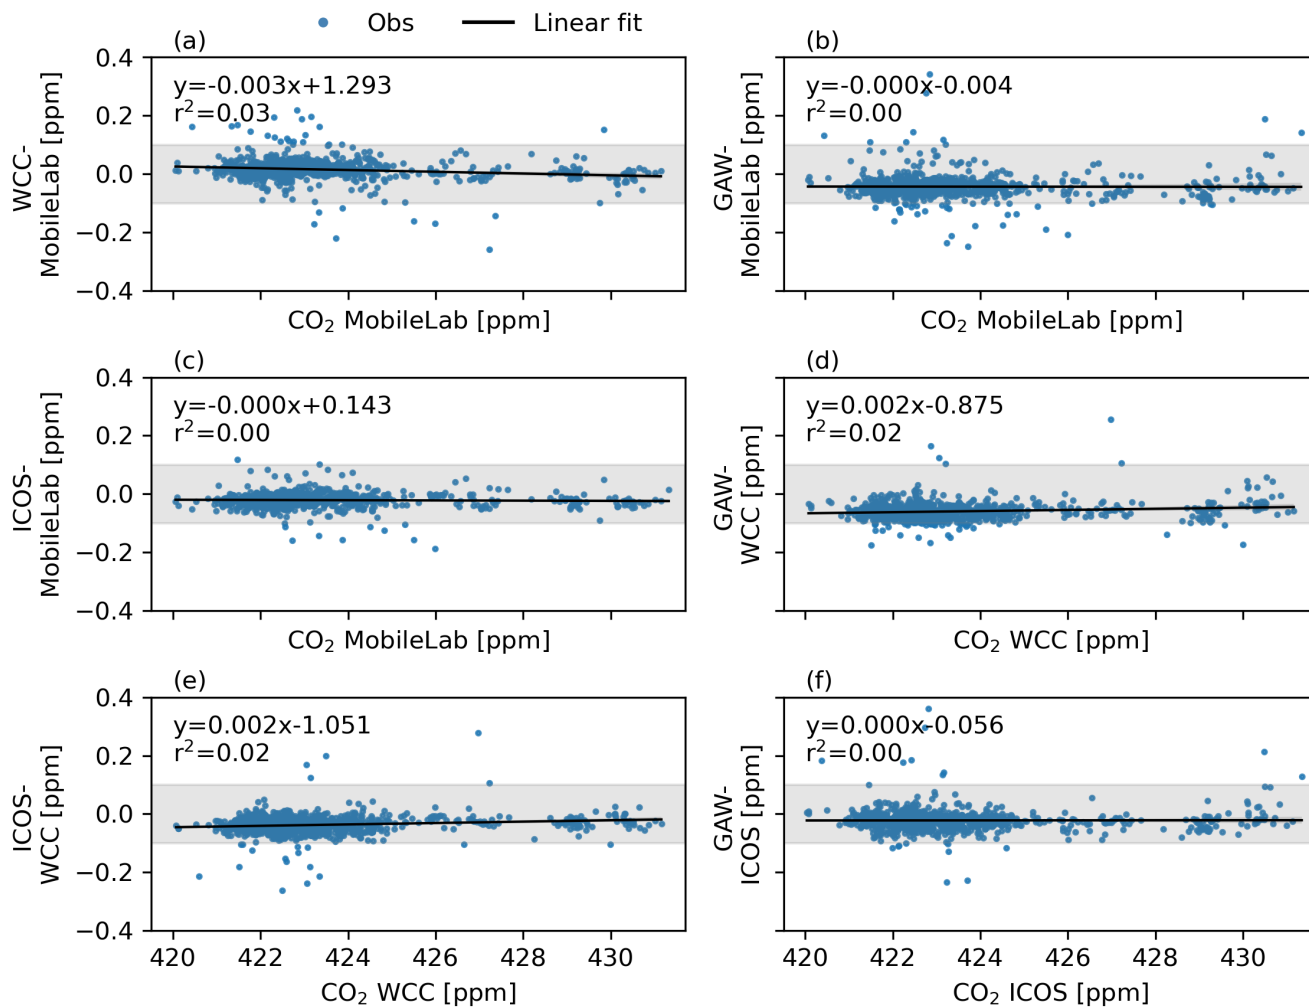 Obs Linear fit
(a)
y=-0.003x+1.293
r²=0.03
0.4
0.2
0.0
−0.2
−0.4
WCC-
MobileLab [ppm]
CO₂ MobileLab [ppm]
(b)
y=-0.000x-0.004
r²=0.00
GAW-
MobileLab [ppm]
CO₂ MobileLab [ppm]
(c)
y=-0.000x+0.143
r²=0.00
0.4
0.2
0.0
−0.2
−0.4
ICOS-
MobileLab [ppm]
CO₂ MobileLab [ppm]
(d)
y=0.002x-0.875
r²=0.02
GAW-
WCC [ppm]
CO₂ WCC [ppm]
(e)
y=0.002x-1.051
r²=0.02
0.4
0.2
0.0
−0.2
−0.4
ICOS-
WCC [ppm]
420 422 424 426 428 430
CO₂ WCC [ppm]
(f)
y=0.000x-0.056
r²=0.00
GAW-
ICOS [ppm]
420 422 424 426 428 430
CO₂ ICOS [ppm]